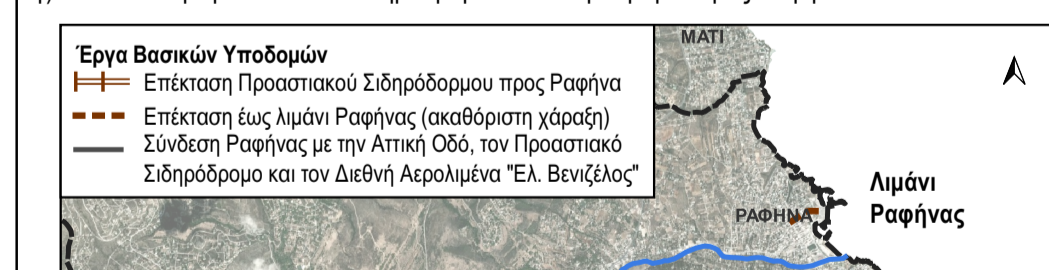 Έργα Βασικών Υποδομών
Επέκταση Προαστιακού Σιδηρόδορμου προς Ραφήνα
Επέκταση έως λιμάνι Ραφήνας (ακαθόριστη χάραξη)
Σύνδεση Ραφήνας με την Αττική Οδό, τον Προαστιακό
Σιδηρόδρομο και τον Διεθνή Αερολιμένα "Ελ. Βενιζέλος"
ΜΑΤΙ
Λιμάνι
Ραφήνας
ΡΑΦΗΝΑ